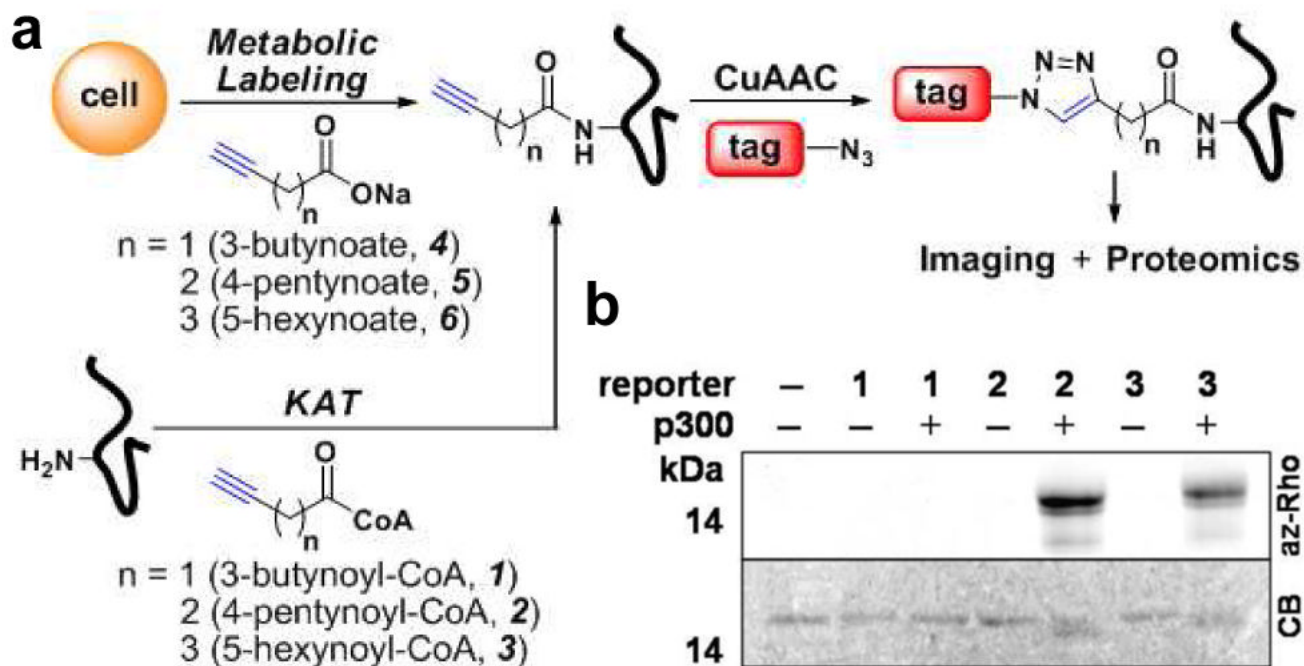 a
cell
Metabolic
Labeling
O
ONa
n
n = 1 (3-butynoate, 4)
2 (4-pentynoate, 5)
3 (5-hexynoate, 6)
O
N
H
n
CuAAC
tag
N3
tag
N=N
N
O
n
N
H
Imaging + Proteomics
H2N
KAT
O
CoA
n
n = 1 (3-butynoyl-CoA, 1)
2 (4-pentynoyl-CoA, 2)
3 (5-hexynoyl-CoA, 3)
b
reporter – 1 1 2 2 3 3
p300 – – + – + – +
kDa
14
az-Rho
CB
14